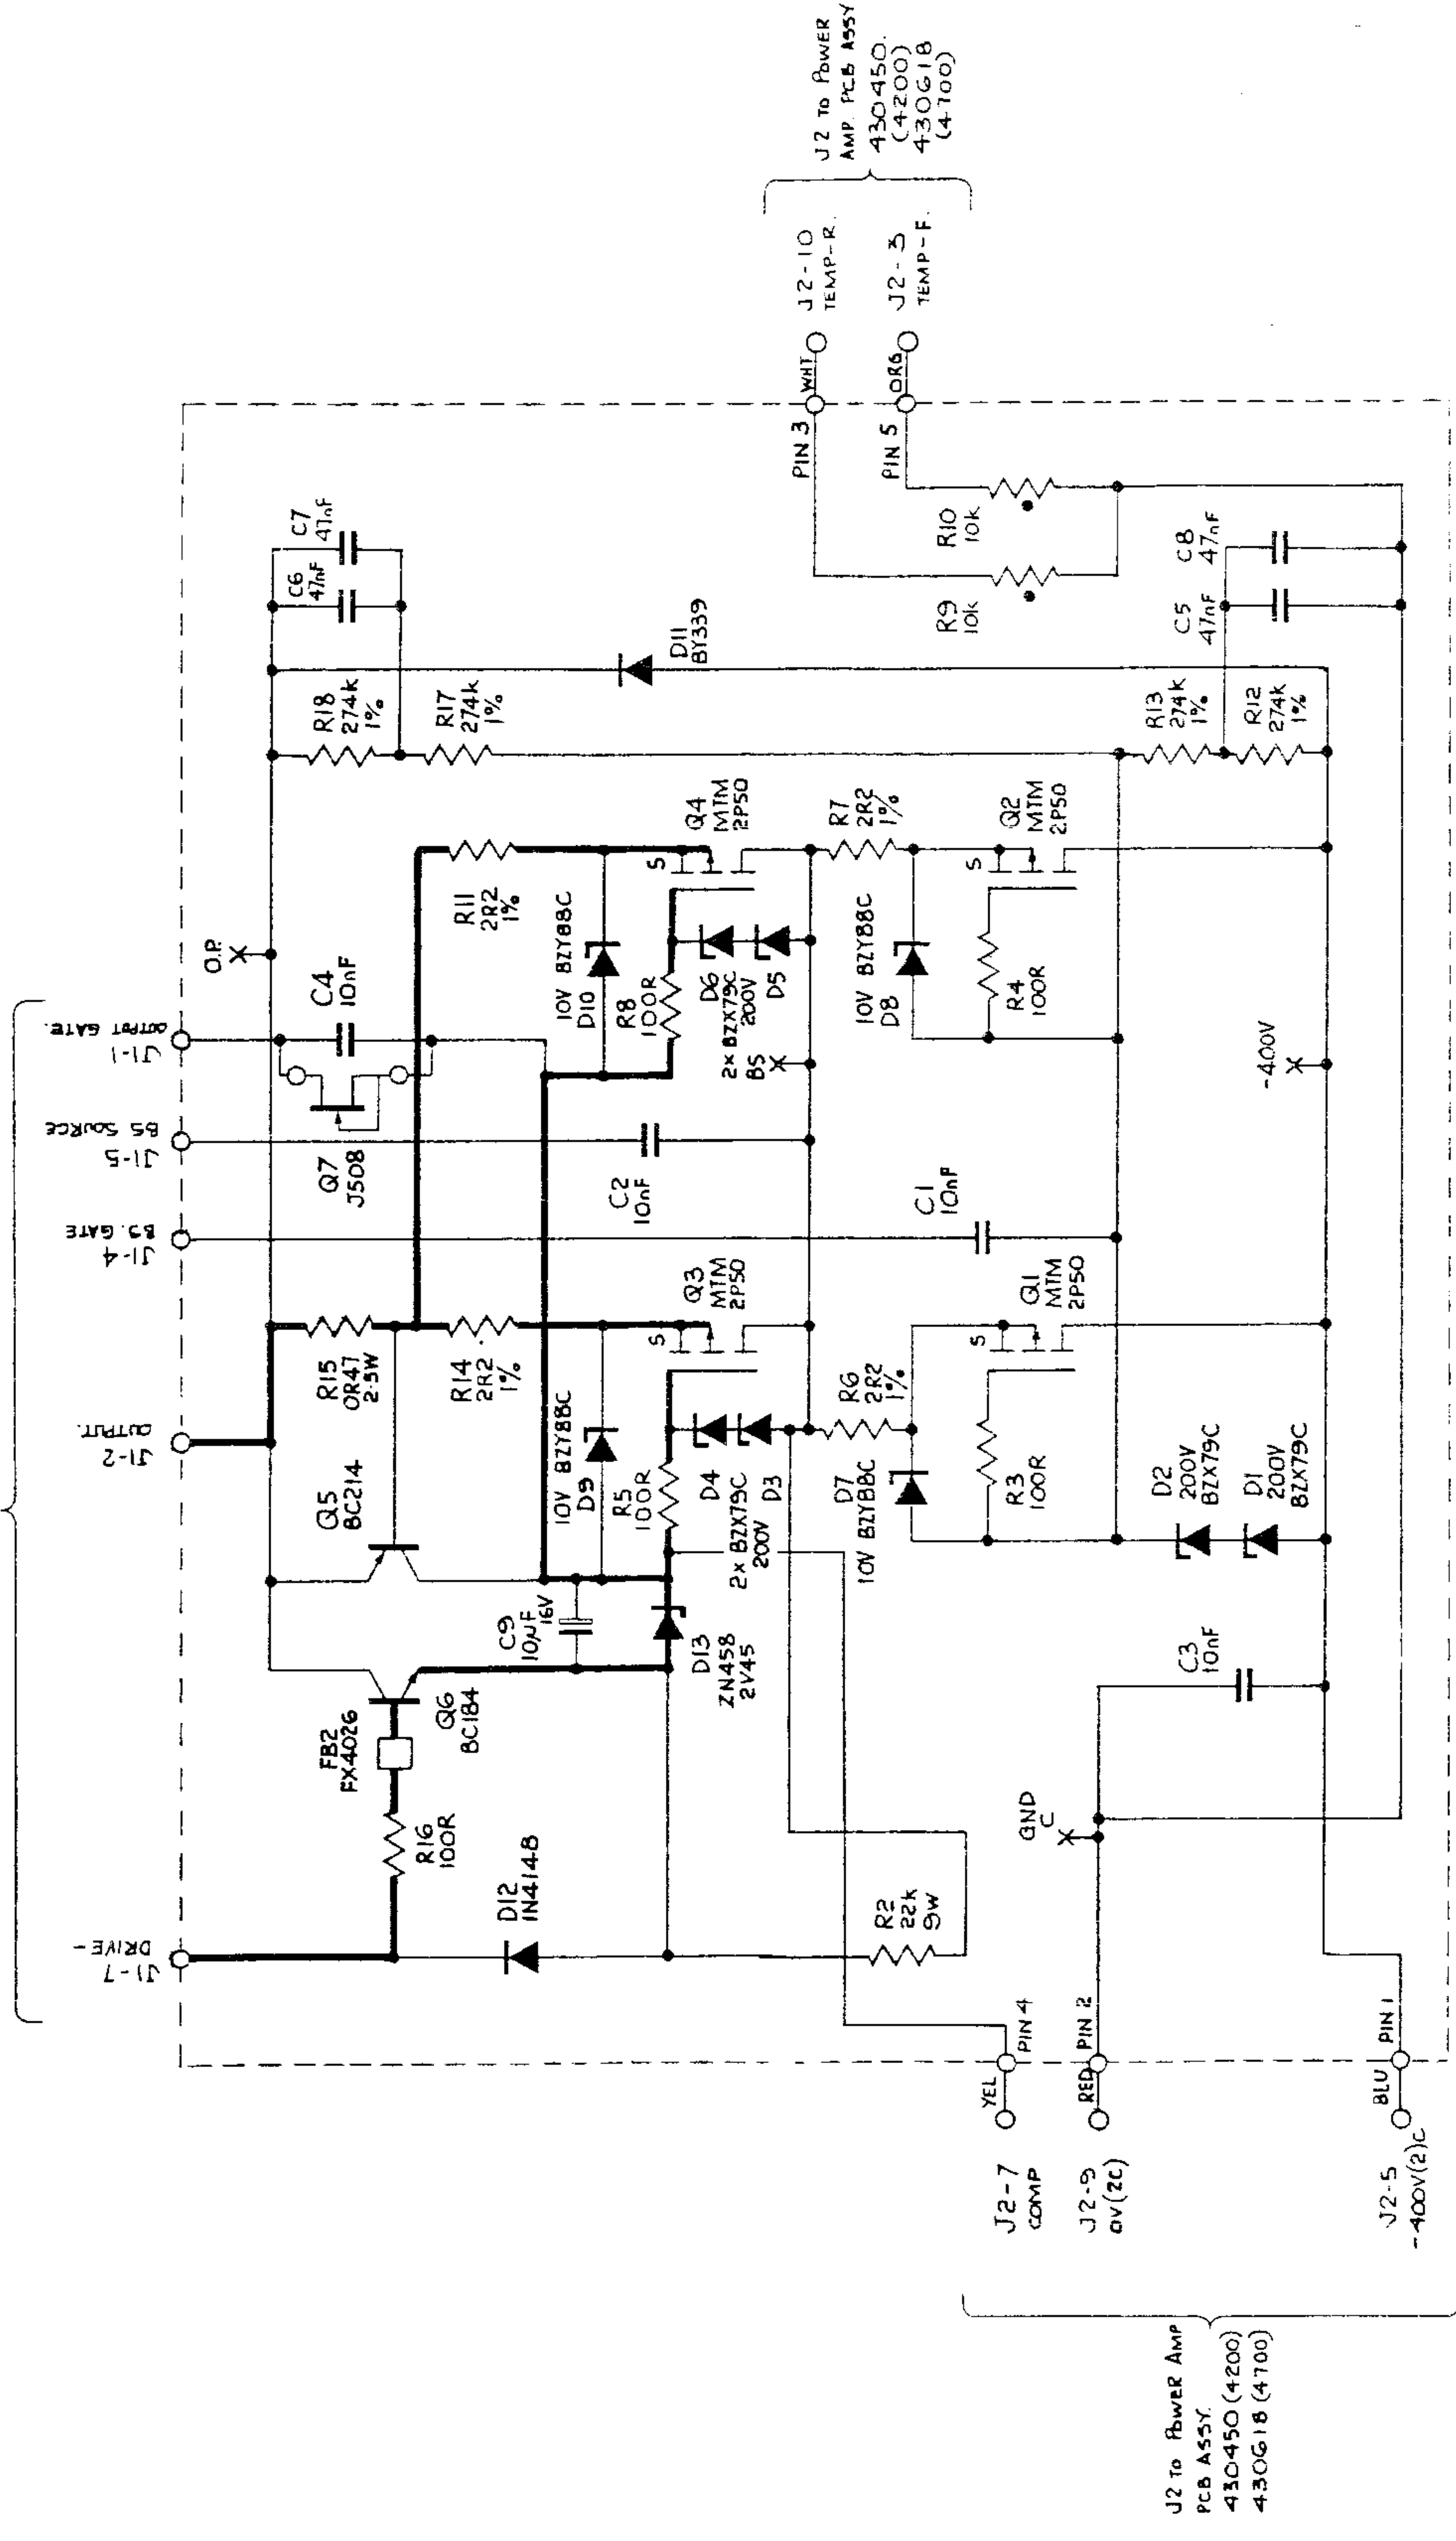 J1-7
DRIVE-
J1-2
OUTPUT.
J1-4
BS. GATE
J1-5
BS SOURCE
J1-1
OUTPUT GATE.
O.P.
C4
10nF
Q7
J508
C6
47nF
C7
47nF
R18
274k
1%
R17
274k
1%
D11
BY339
FB2
FX4026
R16
100R
Q6
BC184
D12
1N4148
Q5
BC214
R15
0R47
2.5W
R14
2R2
1%
R11
2R2
1%
C9
10µF
16V
D13
ZN458
2V45
10V BZY88C
D9
R5
100R
D4
2x BZX79C
200V
D3
S
Q3
MTM
2P50
C2
10nF
10V BZY88C
D10
R8
100R
D6
2x BZX79C
200V
D5
BS
S
Q4
MTM
2P50
R7
2R2
1%
R6
2R2
1%
D7
10V BZY88C
R3
100R
S
Q1
MTM
2P50
C1
10nF
10V BZY88C
D8
R4
100R
S
Q2
MTM
2P50
R13
274k
1%
R12
274k
1%
D2
200V
BZX79C
D1
200V
BZX79C
-400V
C5
47nF
C8
47nF
R9
10k
R10
10k
PIN 3
WHT
J2-10
TEMP-R.
PIN 5
ORG
J2-3
TEMP-F.
J2 TO POWER
AMP. PCB ASSY
430450.
(4200)
430618
(4700)
R2
22k
9W
GND
C
C3
10nF
PIN 4
YEL
J2-7
COMP
PIN 2
RED
J2-9
0V(2C)
PIN 1
BLU
J2-5
-400V(2)C
J2 TO POWER AMP
PCB ASSY.
430450 (4200)
430618 (4700)